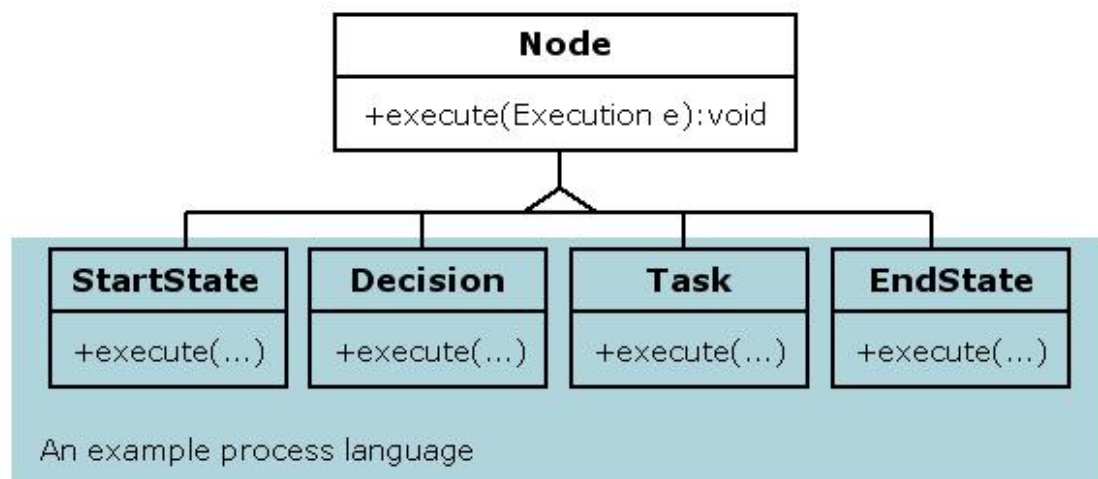 Node
+execute(Execution e):void
StartState
Decision
Task
EndState
+execute(...)
+execute(...)
+execute(...)
+execute(...)
An example process language